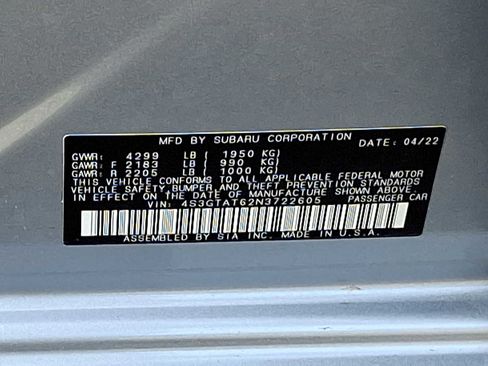 MFD BY SUBARU CORPORATION DATE: 04/22
GVWR: 4299 LB ( 1950 KG)
GAWR: F 2183 LB ( 990 KG)
GAWR: R 2205 LB ( 1000 KG)
THIS VEHICLE CONFORMS TO ALL APPLICABLE FEDERAL MOTOR
VEHICLE SAFETY, BUMPER, AND THEFT PREVENTION STANDARDS
IN EFFECT ON THE DATE OF MANUFACTURE SHOWN ABOVE.
VIN: 4S3GTAT62N3722605 PASSENGER CAR
ASSEMBLED BY SIA INC. MADE IN U.S.A.